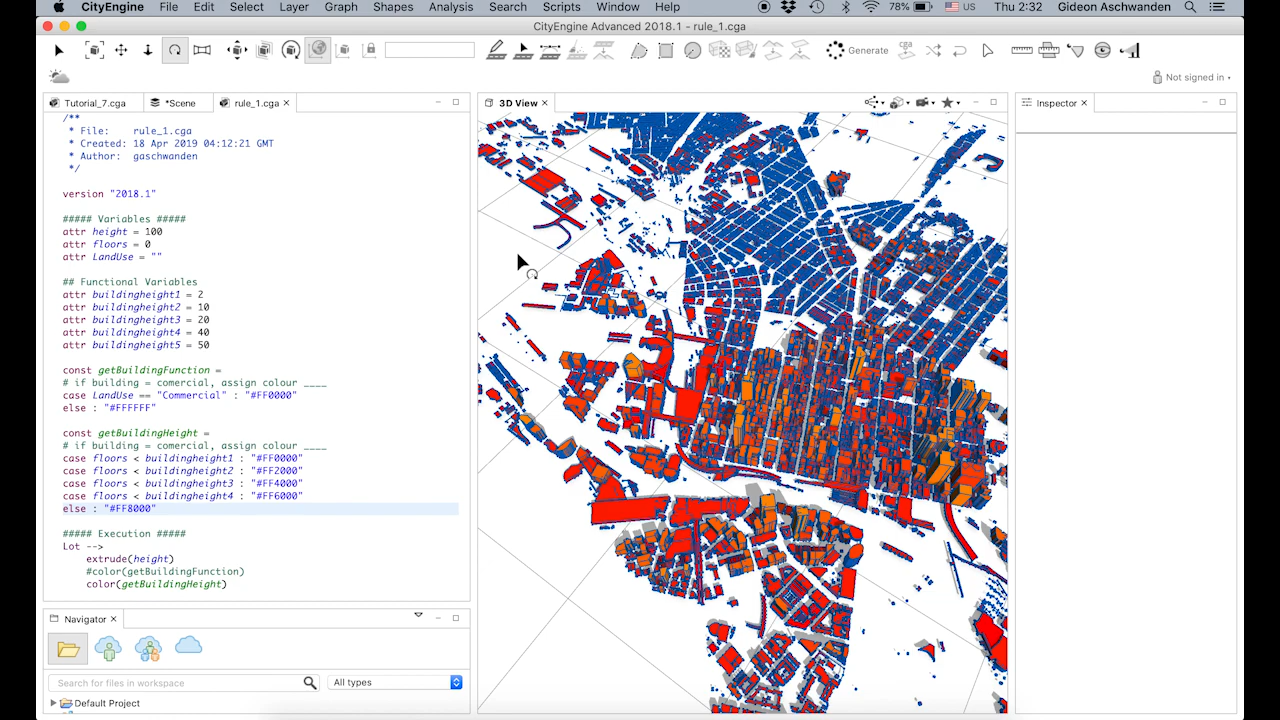 CityEngine File Edit Select Layer Graph Shapes Analysis Search Scripts Window Help 78% US Thu 2:32 Gideon Aschwanden
CityEngine Advanced 2018.1 - rule_1.cga
Generate
cga
Not signed in
Tutorial_7.cga *Scene rule_1.cga
3D View
Inspector
/**
* File: rule_1.cga
* Created: 18 Apr 2019 04:12:21 GMT
* Author: gaschwanden
*/
version "2018.1"
##### Variables #####
attr height = 100
attr floors = 0
attr LandUse = ""
## Functional Variables
attr buildingheight1 = 2
attr buildingheight2 = 10
attr buildingheight3 = 20
attr buildingheight4 = 40
attr buildingheight5 = 50
const getBuildingFunction =
# if building = comercial, assign colour ____
case LandUse == "Commercial" : "#FF0000"
else : "#FFFFFF"
const getBuildingHeight =
# if building = comercial, assign colour ____
case floors < buildingheight1 : "#FF0000"
case floors < buildingheight2 : "#FF2000"
case floors < buildingheight3 : "#FF4000"
case floors < buildingheight4 : "#FF6000"
else : "#FF8000"
##### Execution #####
Lot -->
extrude(height)
#color(getBuildingFunction)
color(getBuildingHeight)
Navigator
Search for files in workspace
All types
Default Project